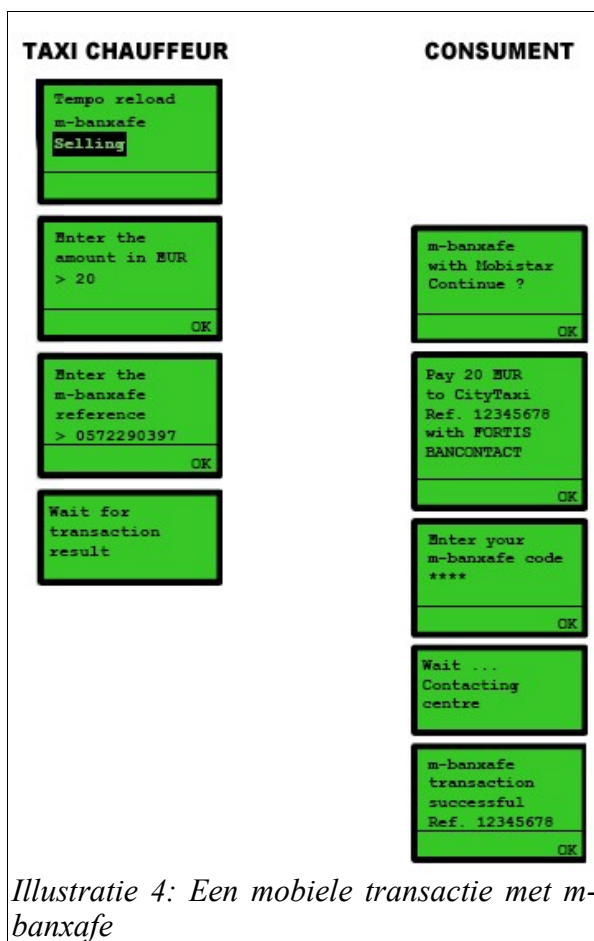 TAXI CHAUFFEUR
Tempo reload
m-banxafe
Selling
Enter the
amount in EUR
> 20
OK
Enter the
m-banxafe
reference
> 0572290397
OK
Wait for
transaction
result
CONSUMENT
m-banxafe
with Mobistar
Continue ?
OK
Pay 20 EUR
to CityTaxi
Ref. 12345678
with FORTIS
BANCONTACT
OK
Enter your
m-banxafe code
****
OK
Wait ...
Contacting
centre
m-banxafe
transaction
successful
Ref. 12345678
OK
Illustratie 4: Een mobiele transactie met m-
banxafe